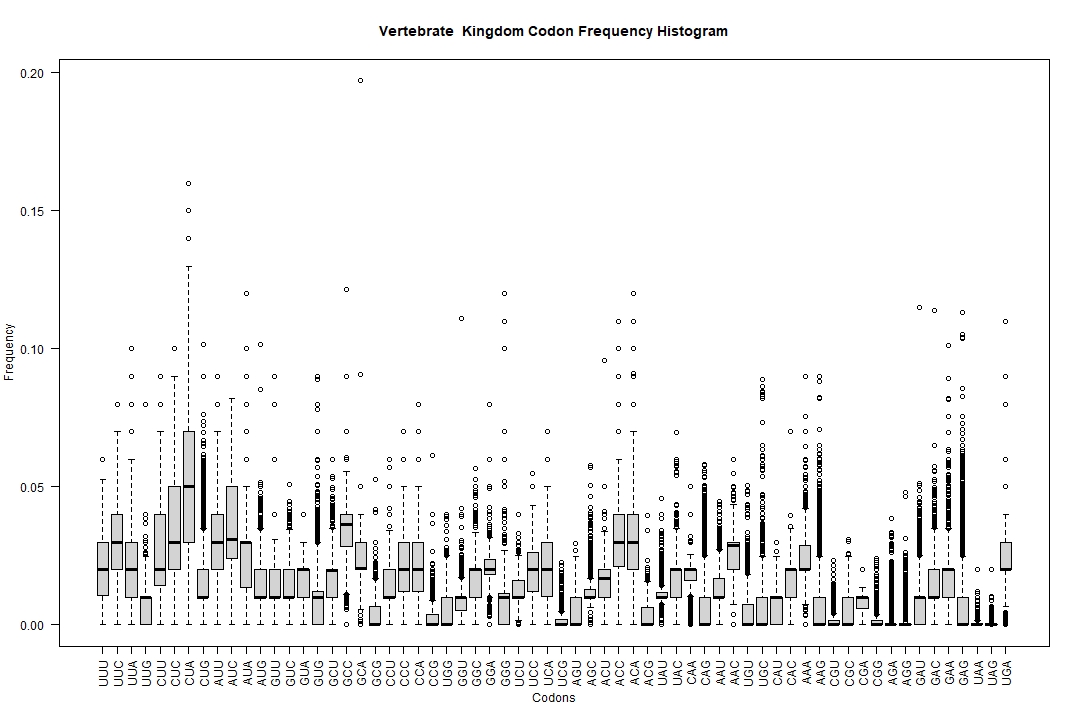 Vertebrate  Kingdom Codon Frequency Histogram
0.20
0.15
0.10
0.05
0.00
Frequency
UUU UUC UUA UUG CUU CUC CUA CUG AUU AUC AUA AUG GUU GUC GUA GUG GCU GCC GCA GCG CCU CCC CCA CCG UGG GGU GGC GGA GGG UCU UCC UCA UCG AGU AGC ACU ACC ACA ACG UAU UAC CAA CAG AAU AAC UGU UGC CAU CAC AAA AAG CGU CGC CGA CGG AGA AGG GAU GAC GAA GAG UAA UAG UGA
Codons